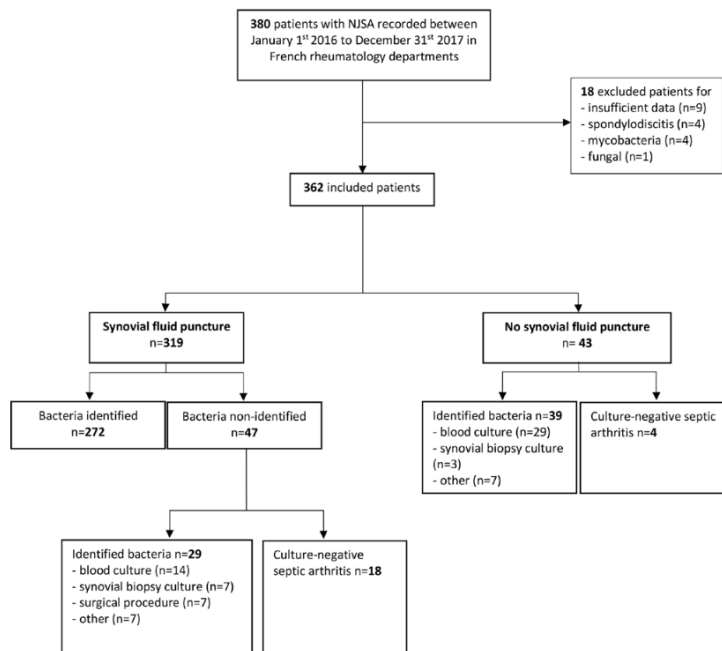 380 patients with NJSA recorded between
January 1st 2016 to December 31st 2017 in
French rheumatology departments
18 excluded patients for
- insufficient data (n=9)
- spondylodiscitis (n=4)
- mycobacteria (n=4)
- fungal (n=1)
362 included patients
Synovial fluid puncture
n=319
No synovial fluid puncture
n= 43
Bacteria identified
n=272
Bacteria non-identified
n=47
Identified bacteria n=39
- blood culture (n=29)
- synovial biopsy culture
(n=3)
- other (n=7)
Culture-negative septic
arthritis n=4
Identified bacteria n=29
- blood culture (n=14)
- synovial biopsy culture (n=7)
- surgical procedure (n=7)
- other (n=7)
Culture-negative
septic arthritis n=18